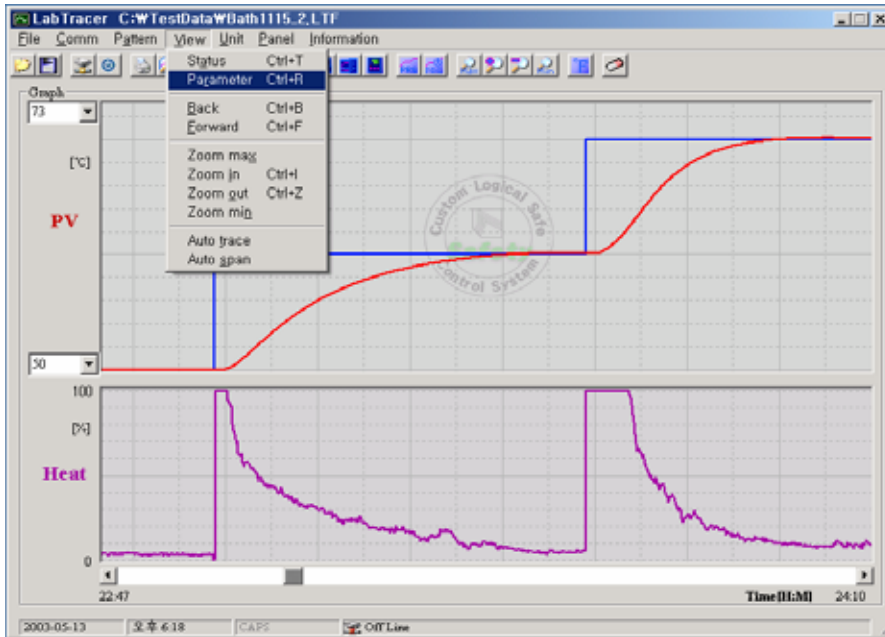 LabTracer C:₩TestData₩Bath1115_2,LTF
File Comm Pattern View Unit Panel Information
Status Ctrl+T
Parameter Ctrl+R
Back Ctrl+B
Forward Ctrl+F
Zoom max
Zoom in Ctrl+I
Zoom out Ctrl+Z
Zoom min
Auto trace
Auto span
Graph
73
[℃]
PV
30
Custom Logical Safe
Safety
Control System
100
[%]
Heat
0
22:47
Time[H:M] 24:10
2003-05-13 오후 6:18 CAPS Off Line